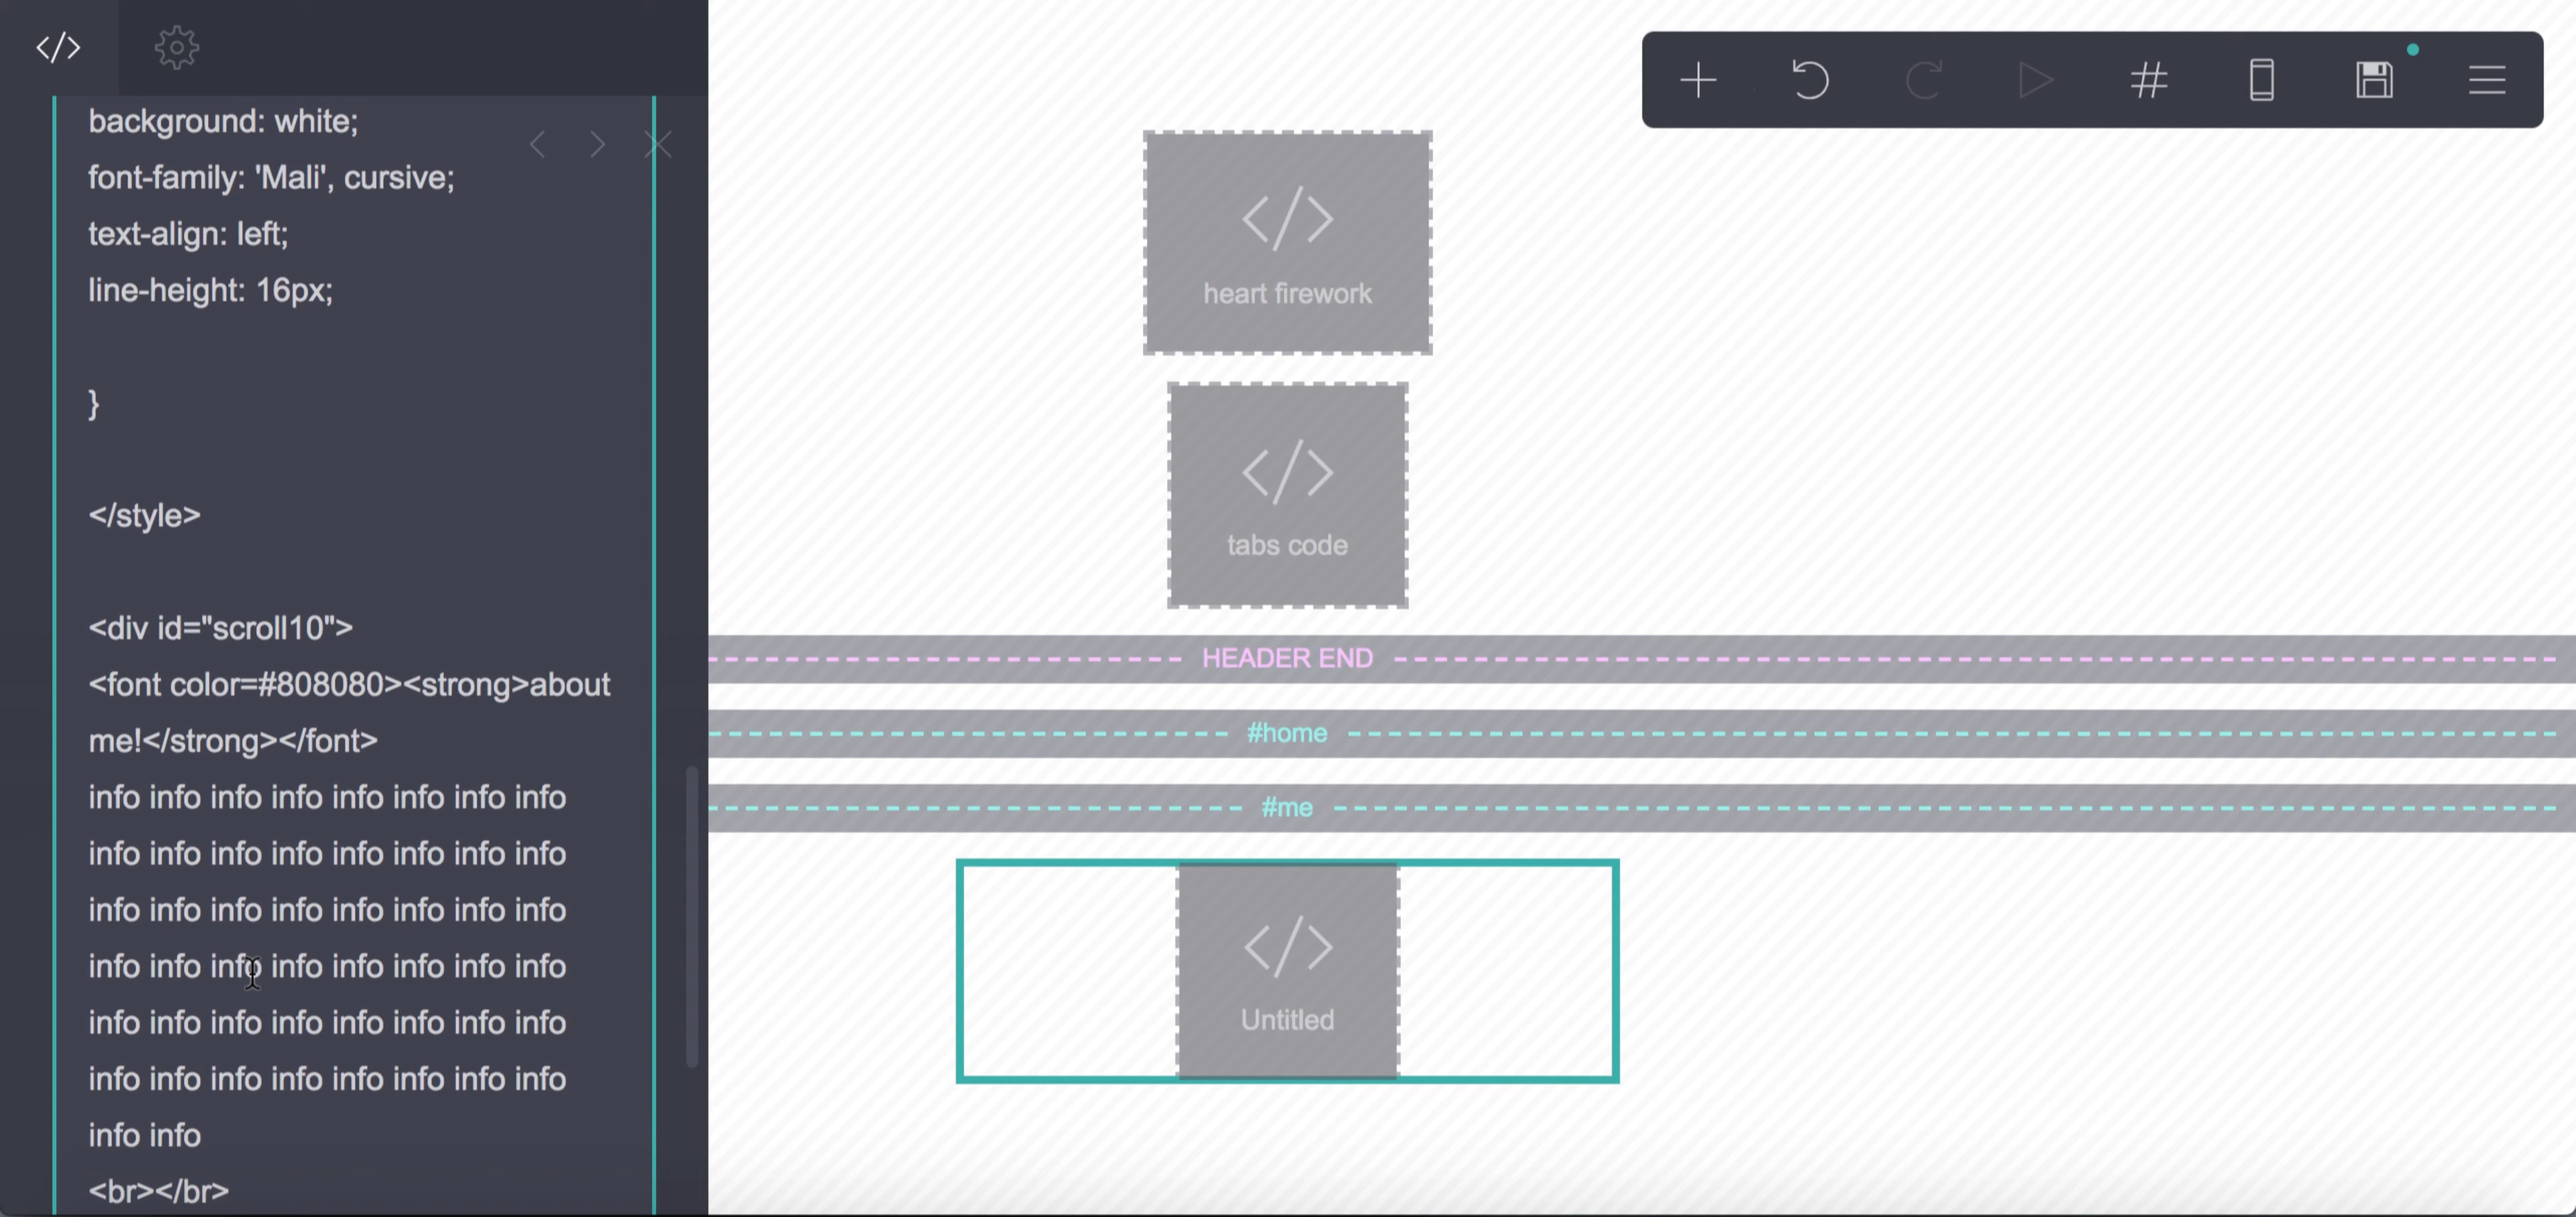 background: white;
font-family: 'Mali', cursive;
text-align: left;
line-height: 16px;
}
</style>
<div id="scroll10">
<font color=#808080><strong>about
me!</strong></font>
info info info info info info info info
info info info info info info info info
info info info info info info info info
info info info info info info info info
info info info info info info info info
info info info info info info info info
info info
<br></br>
heart firework
tabs code
HEADER END
#home
#me
Untitled